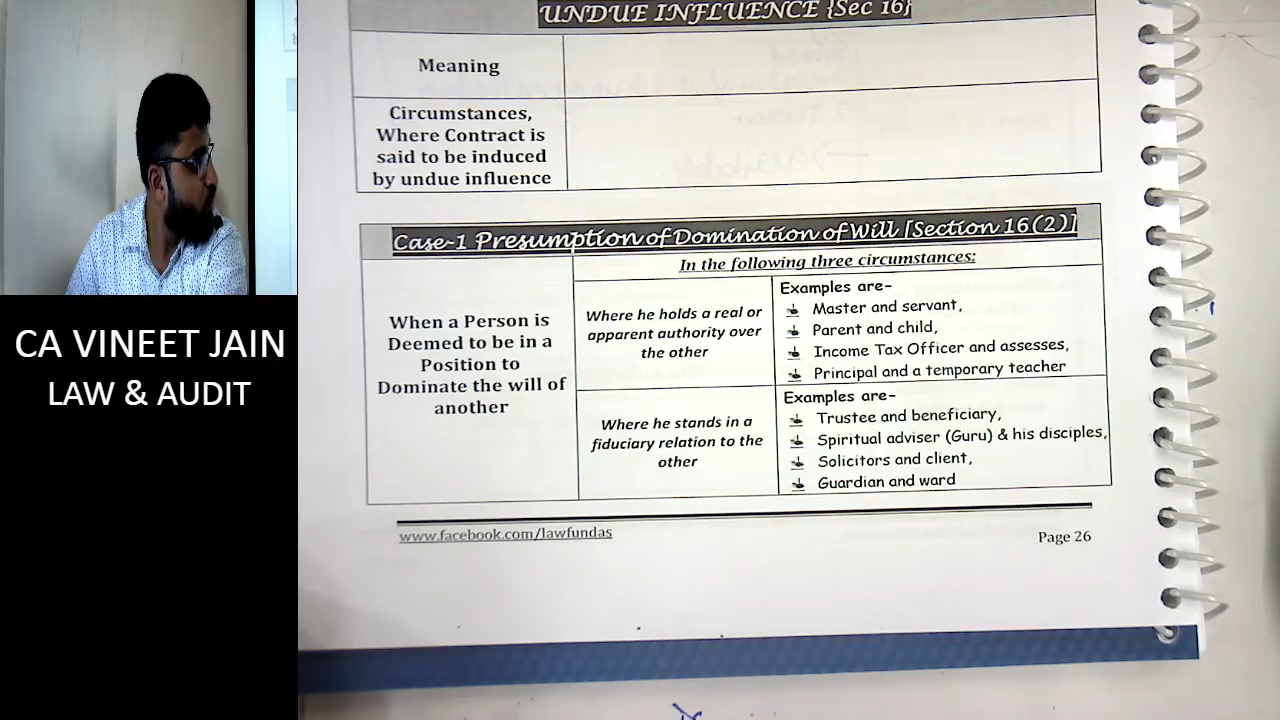 UNDUE INFLUENCE {Sec 16}
Meaning
Circumstances,
Where Contract is
said to be induced
by undue influence
Case-1 Presumption of Domination of Will [Section 16(2)]
When a Person is
Deemed to be in a
Position to
Dominate the will of
another
In the following three circumstances:
Where he holds a real or
apparent authority over
the other
Examples are-
Master and servant,
Parent and child,
Income Tax Officer and assesses,
Principal and a temporary teacher
Where he stands in a
fiduciary relation to the
other
Examples are-
Trustee and beneficiary,
Spiritual adviser (Guru) & his disciples,
Solicitors and client,
Guardian and ward
www.facebook.com/lawfundas
Page 26
CA VINEET JAIN
LAW & AUDIT